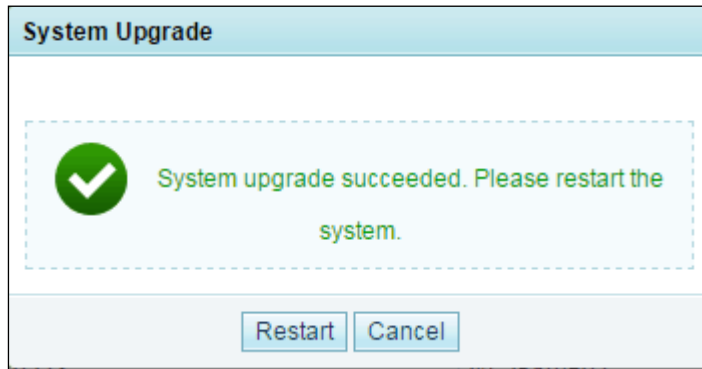 System Upgrade
System upgrade succeeded. Please restart the
system.
Restart Cancel